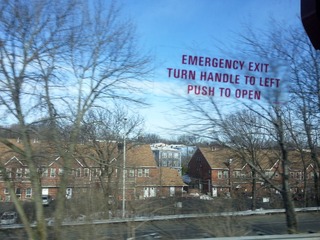 EMERGENCY EXIT
TURN HANDLE TO LEFT
PUSH TO OPEN